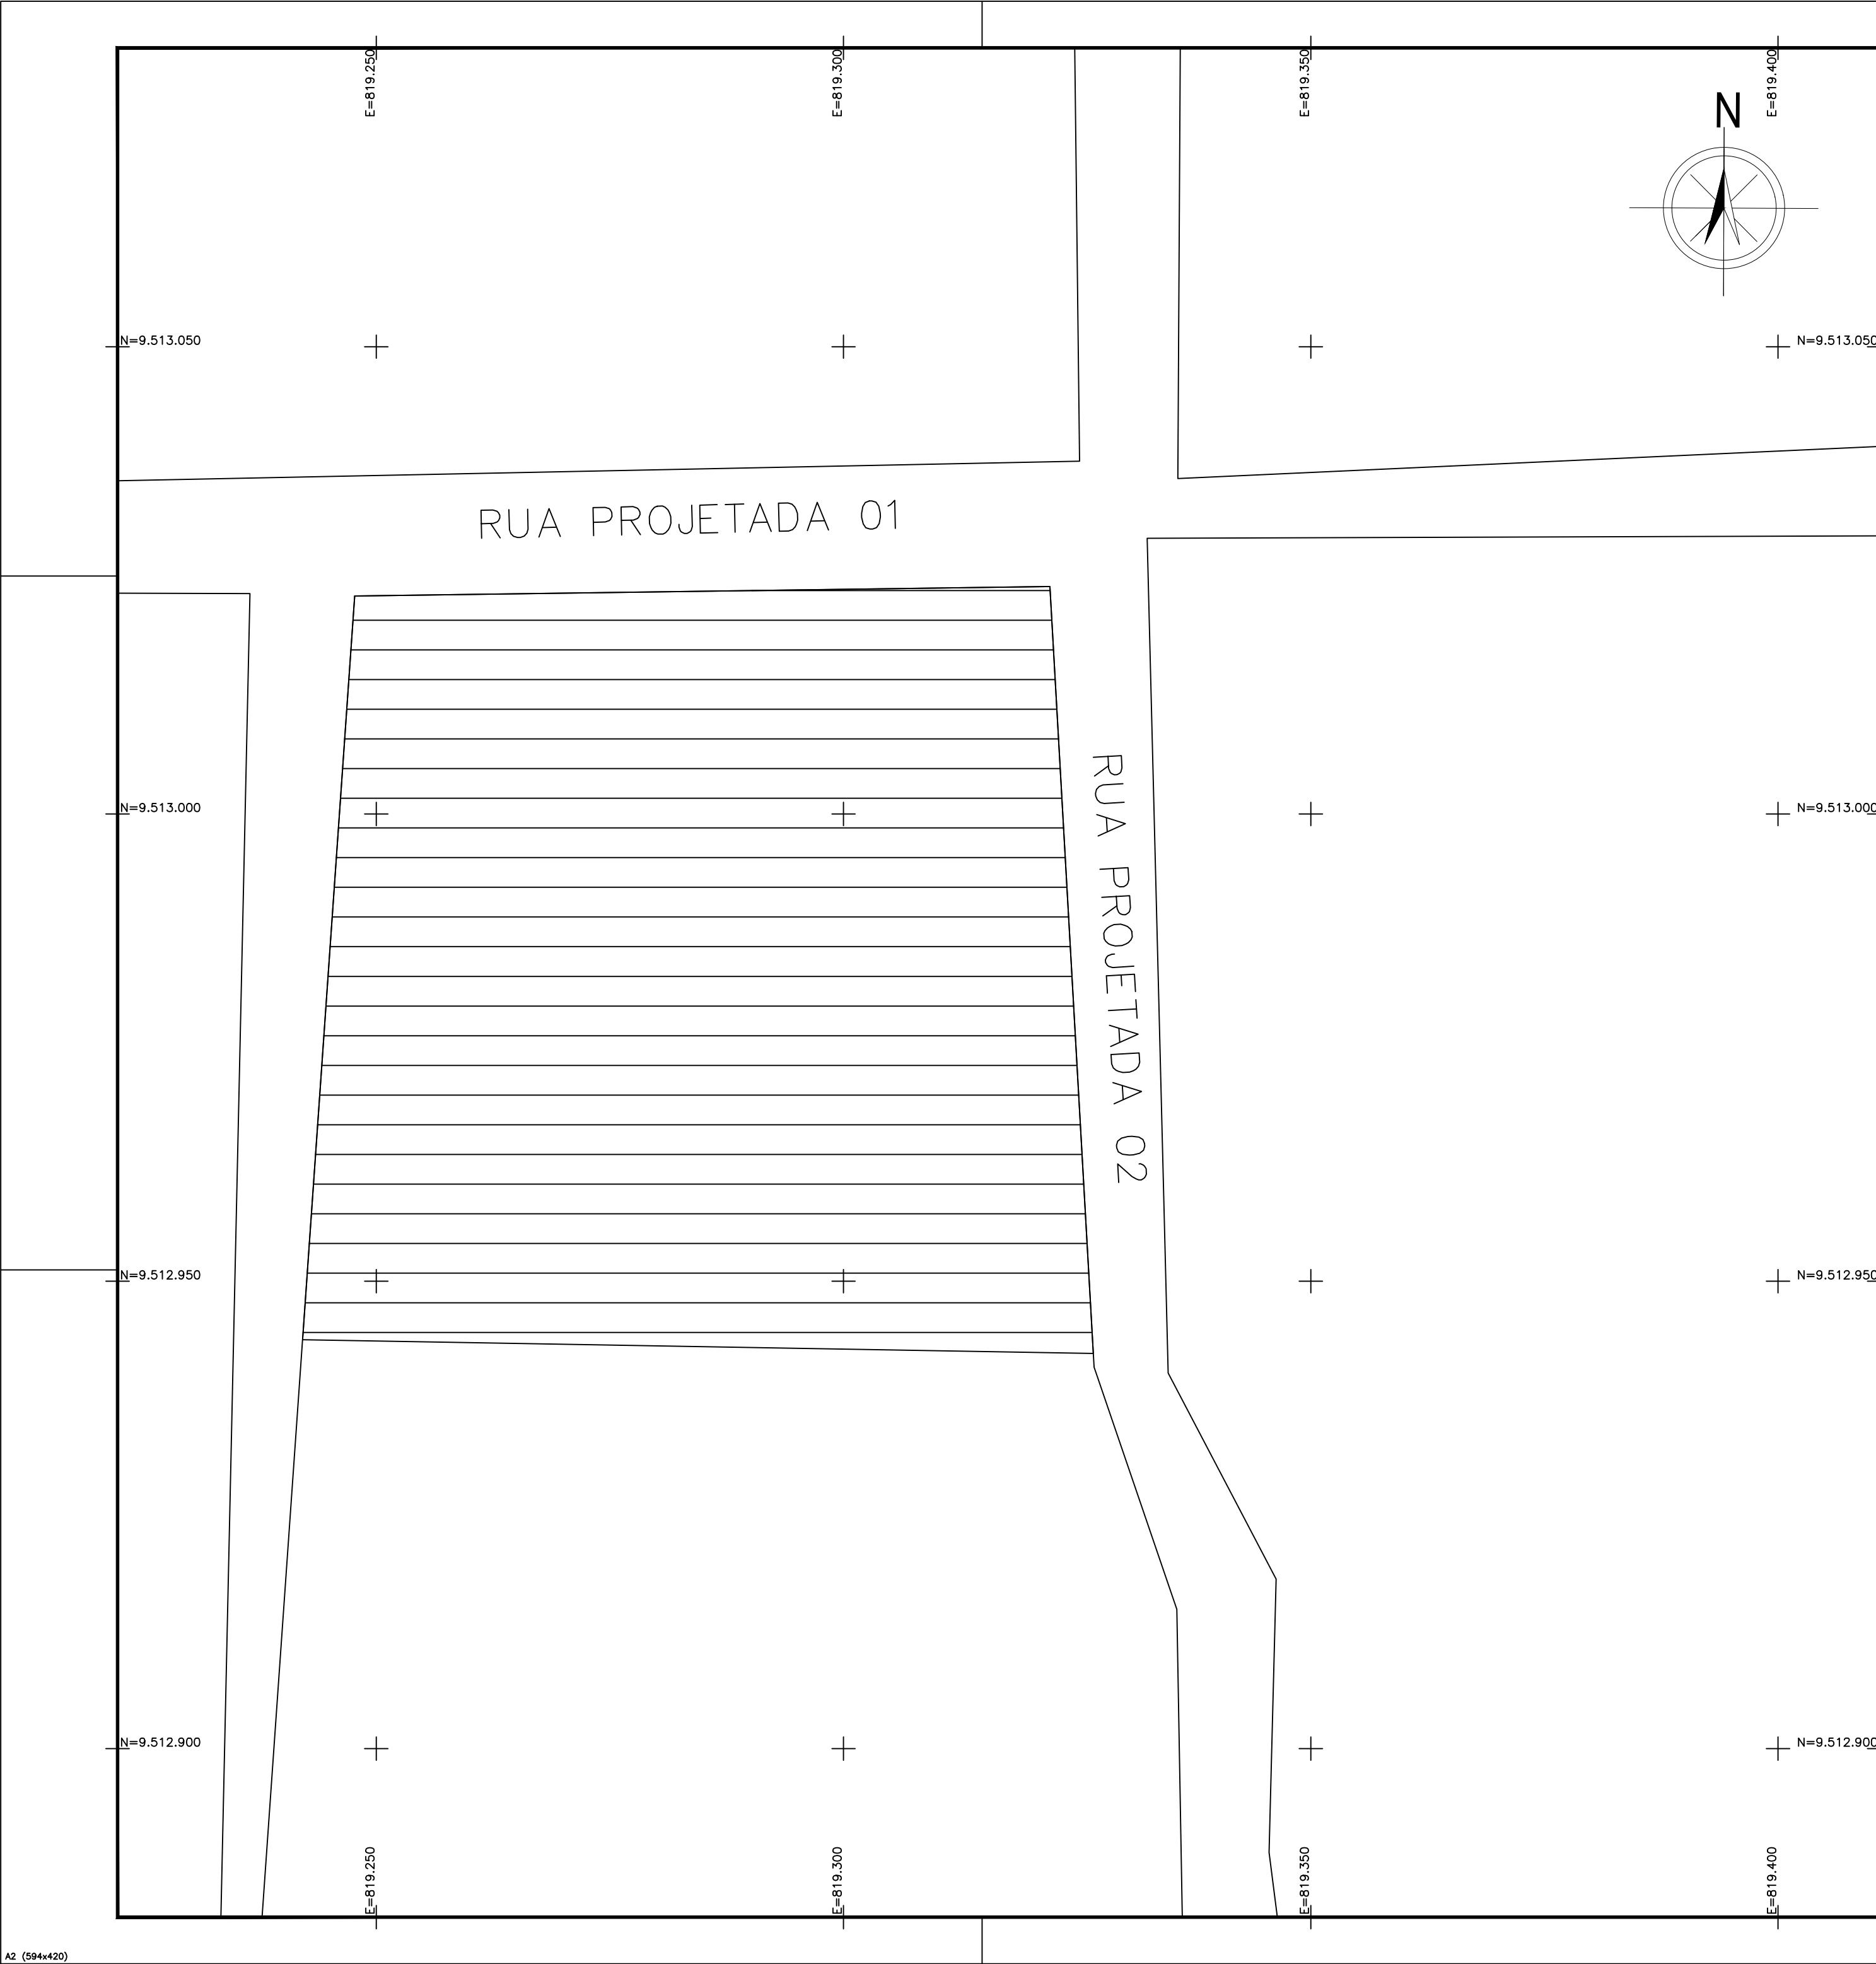 E=819.250
E=819.300
E=819.350
E=819.400
N
N=9.513.050
N=9.513.050
RUA PROJETADA 01
N=9.513.000
N=9.513.000
RUA PROJETADA 02
N=9.512.950
N=9.512.950
N=9.512.900
N=9.512.900
E=819.250
E=819.300
E=819.350
E=819.400
A2 (594x420)